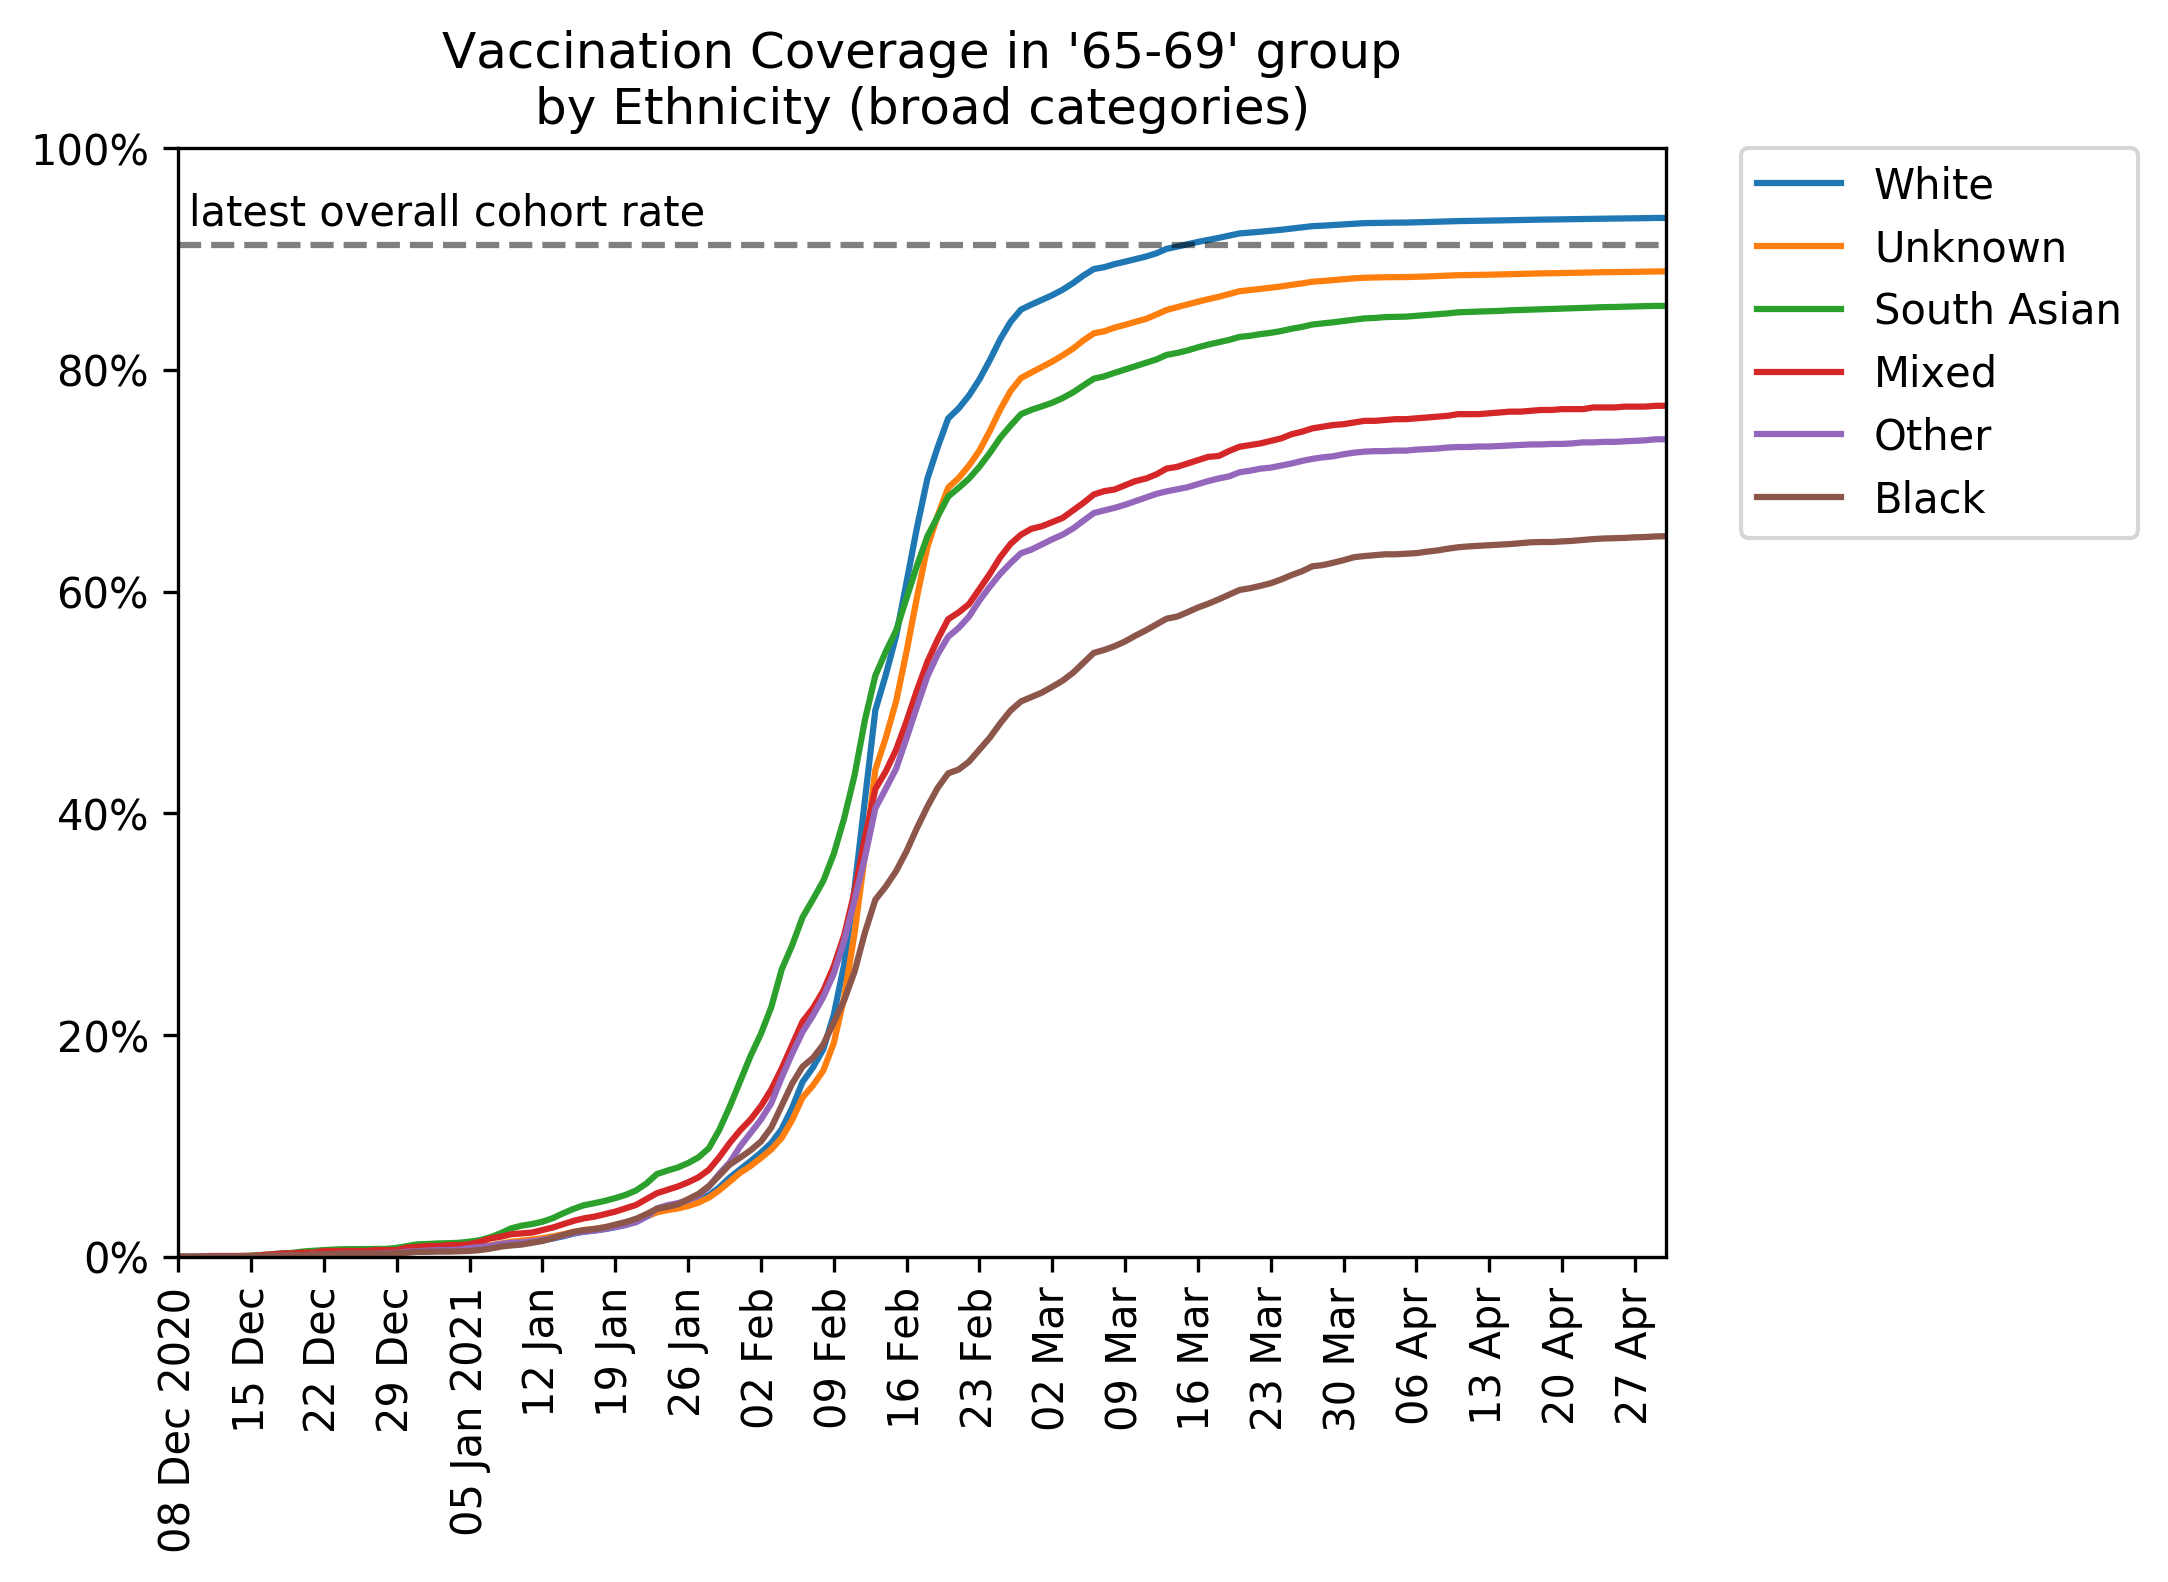 Vaccination Coverage in '65-69' group
by Ethnicity (broad categories)
100%
80%
60%
40%
20%
0%
latest overall cohort rate
08 Dec 2020
15 Dec
22 Dec
29 Dec
05 Jan 2021
12 Jan
19 Jan
26 Jan
02 Feb
09 Feb
16 Feb
23 Feb
02 Mar
09 Mar
16 Mar
23 Mar
30 Mar
06 Apr
13 Apr
20 Apr
27 Apr
White
Unknown
South Asian
Mixed
Other
Black